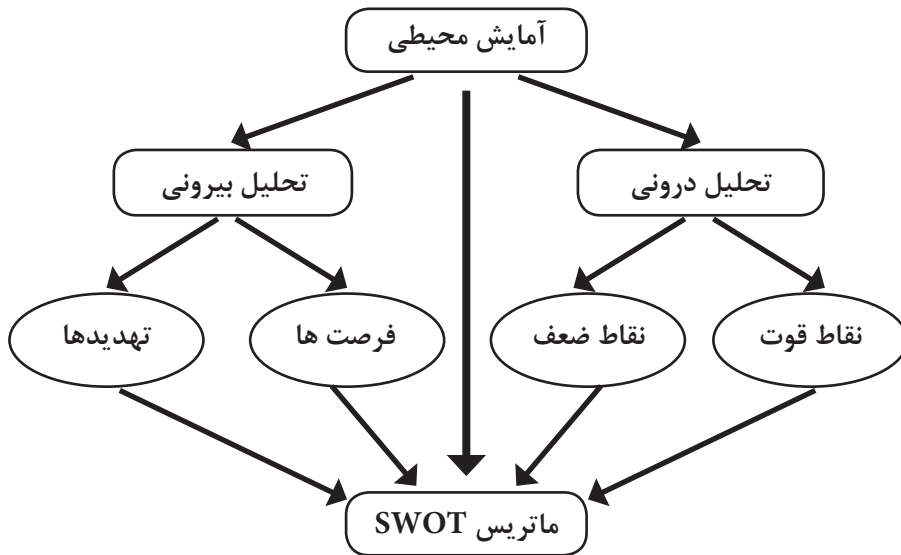 آمایش محیطی
تحلیل درونی
تحلیل بیرونی
نقاط قوت
نقاط ضعف
فرصت ها
تهدیدها
ماتریس SWOT